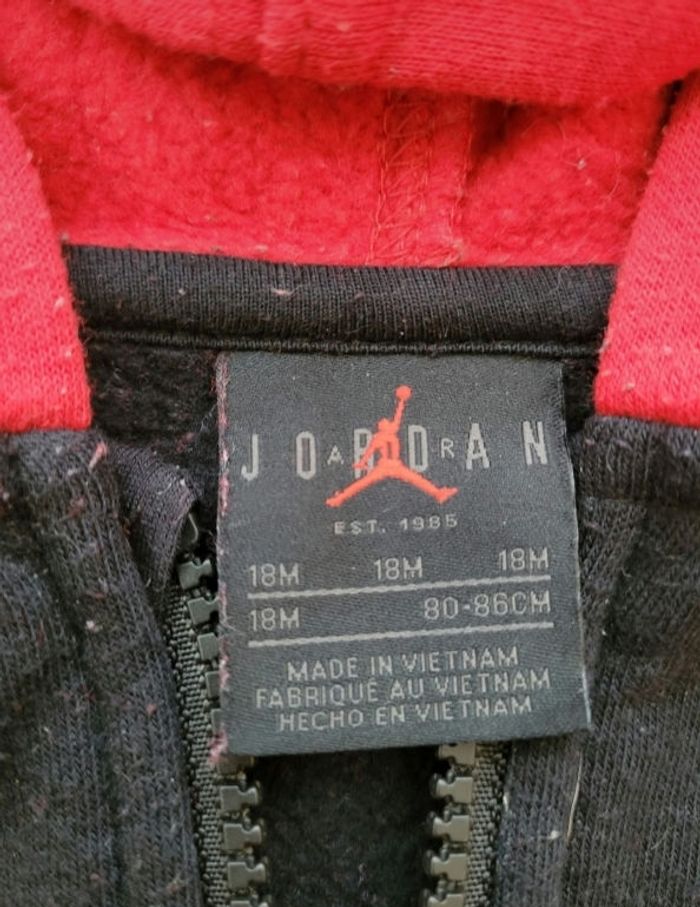 JORDAN
AIR
EST. 1985
18M 18M 18M
18M 80-86CM
MADE IN VIETNAM
FABRIQUÉ AU VIETNAM
HECHO EN VIETNAM